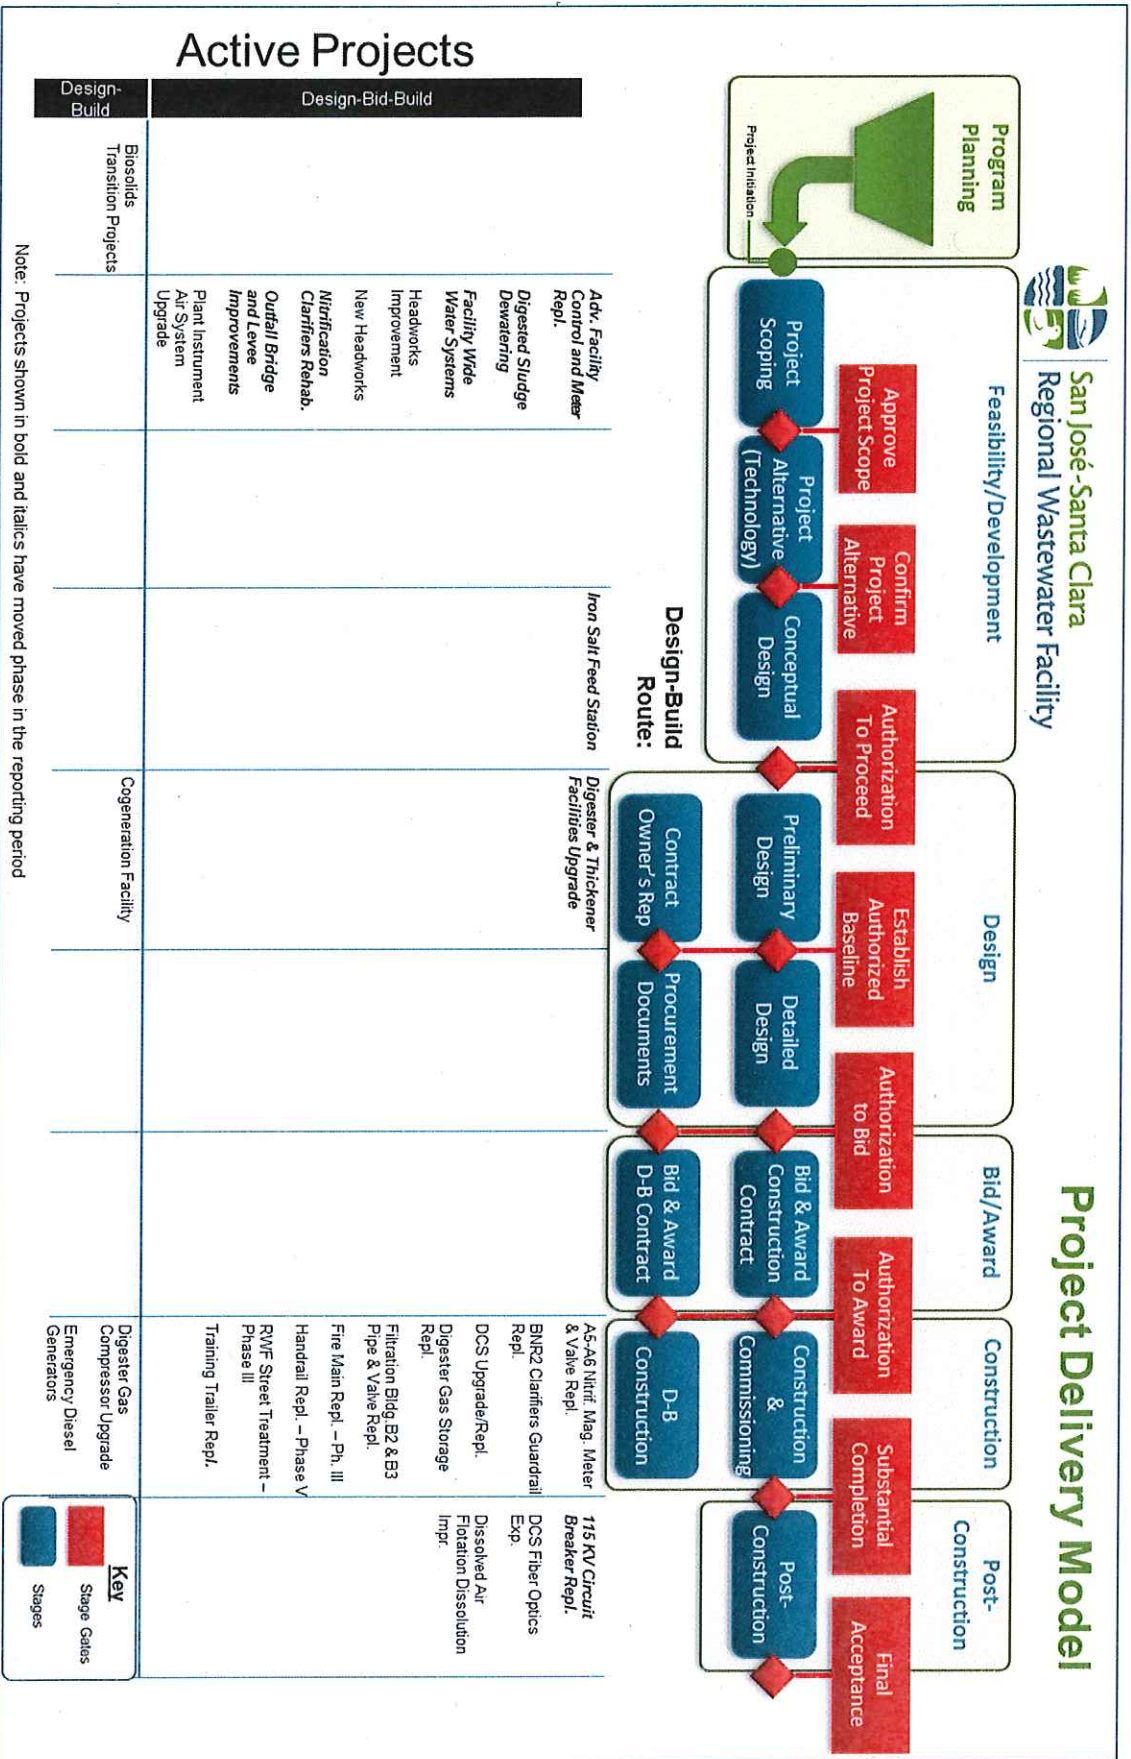 San José-Santa Clara
Regional Wastewater Facility
Project Delivery Model
Program
Planning
Project Initiation
Feasibility/Development
Design
Bid/Award
Construction
Post-
Construction
Approve
Project Scope
Confirm
Project
Alternative
Authorization
To Proceed
Establish
Authorized
Baseline
Authorization
to Bid
Authorization
To Award
Substantial
Completion
Final
Acceptance
Project
Scoping
Project
Alternative
(Technology)
Conceptual
Design
Preliminary
Design
Detailed
Design
Bid & Award
Construction
Contract
Construction
&
Commissioning
Post-
Construction
Design-Build
Route:
Contract
Owner's Rep
Procurement
Documents
Bid & Award
D-B Contract
D-B
Construction
Active Projects
Design-Bid-Build
Adv. Facility
Control and Meter
Repl.
Digested Sludge
Dewatering
Facility Wide
Water Systems
Headworks
Improvement
New Headworks
Nitrification
Clarifiers Rehab.
Outfall Bridge
and Levee
Improvements
Plant Instrument
Air System
Upgrade
Iron Salt Feed Station
Digester & Thickener
Facilities Upgrade
A5-A6 Nitrif. Mag. Meter
& Valve Repl.
BNR2 Clarifiers Guardrail
Repl.
DCS Upgrade/Repl.
Digester Gas Storage
Repl.
Filtration Bldg. B2 & B3
Pipe & Valve Repl.
Fire Main Repl. – Ph. III
Handrail Repl. – Phase V
RVF Street Treatment –
Phase III
Training Trailer Repl.
115 KV Circuit
Breaker Repl.
DCS Fiber Optics
Exp.
Dissolved Air
Flotation Dissolution
Impr.
Design-
Build
Biosolids
Transition Projects
Cogeneration Facility
Digester Gas
Compressor Upgrade
Emergency Diesel
Generators
Key
Stage Gates
Stages
Note: Projects shown in bold and italics have moved phase in the reporting period